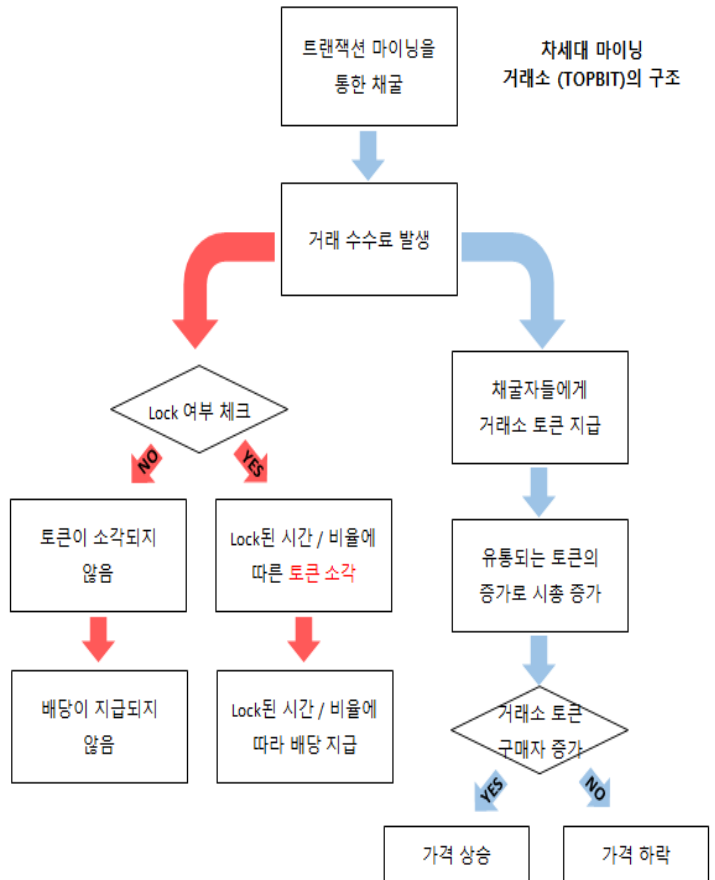 트랜잭션 마이닝을
통한 채굴
차세대 마이닝
거래소 (TOPBIT)의 구조
거래 수수료 발생
Lock 여부 체크
NO
YES
토큰이 소각되지
않음
Lock된 시간 / 비율에
따른 토큰 소각
배당이 지급되지
않음
Lock된 시간 / 비율에
따라 배당 지급
채굴자들에게
거래소 토큰 지급
유통되는 토큰의
증가로 시총 증가
거래소 토큰
구매자 증가
YES
NO
가격 상승
가격 하락